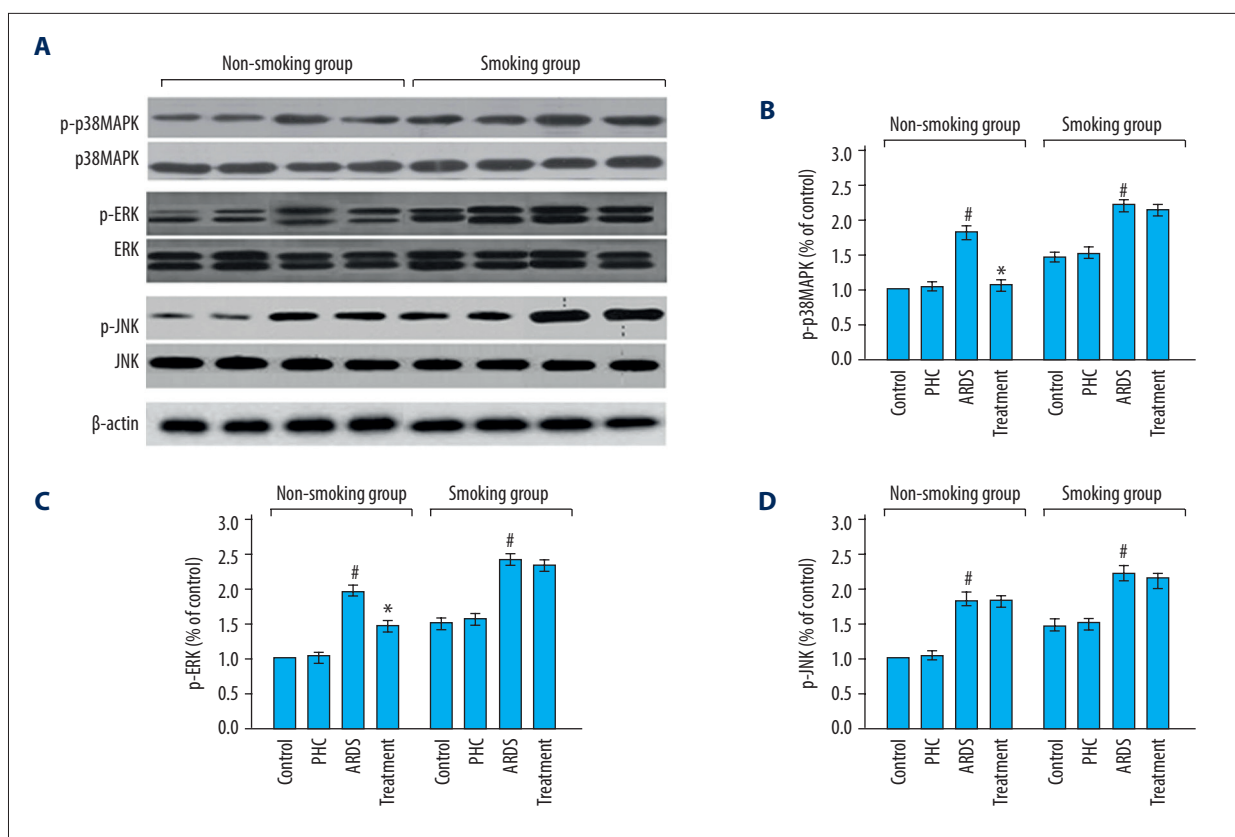 A
Non-smoking group
Smoking group
p-p38MAPK
p38MAPK
p-ERK
ERK
p-JNK
JNK
β-actin
B
Non-smoking group
Smoking group
p-p38MAPK (% of control)
3.0
2.5
2.0
1.5
1.0
0.5
0.0
#
*
#
Control
PHC
ARDS
Treatment
Control
PHC
ARDS
Treatment
C
Non-smoking group
Smoking group
p-ERK (% of control)
3.0
2.5
2.0
1.5
1.0
0.5
0.0
#
*
#
Control
PHC
ARDS
Treatment
Control
PHC
ARDS
Treatment
D
Non-smoking group
Smoking group
p-JNK (% of control)
3.0
2.5
2.0
1.5
1.0
0.5
0.0
#
#
Control
PHC
ARDS
Treatment
Control
PHC
ARDS
Treatment